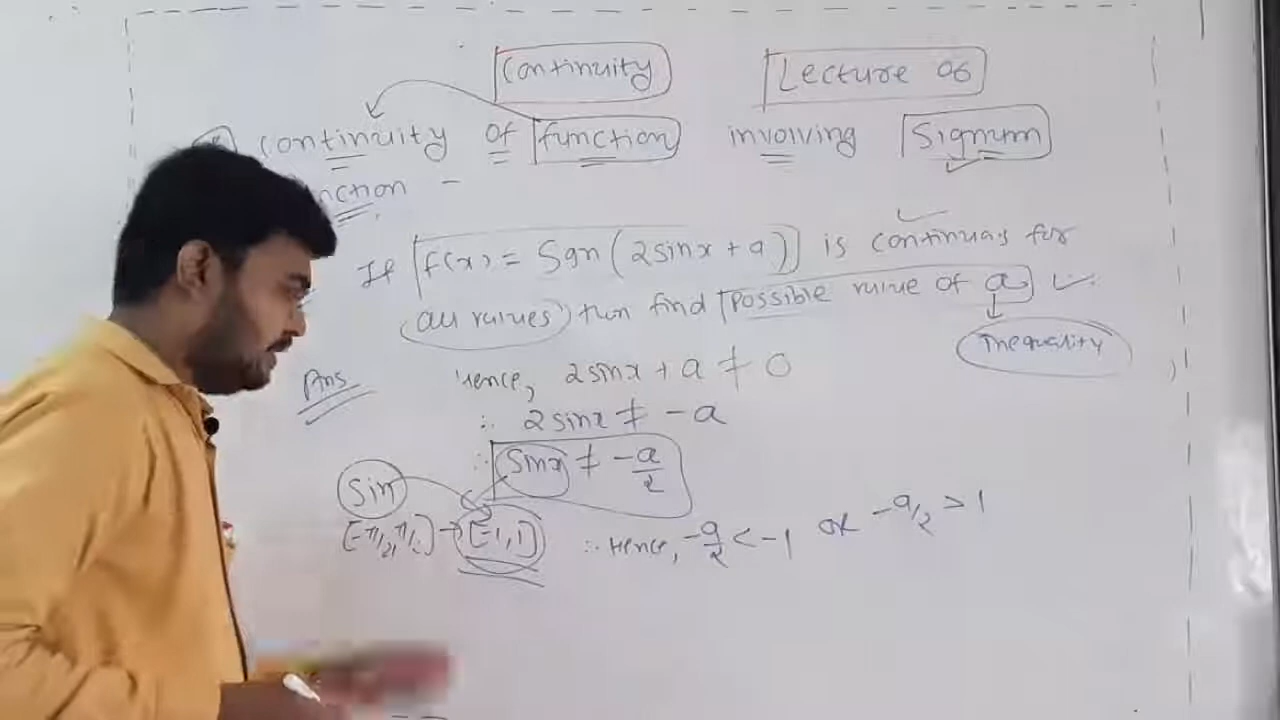 Continuity Lecture 06
continuity of function involving Signum
nction -
If f(x) = Sgn (2sinx + a) is continuas for
all values then find possible value of a
Inequality
Ans Hence, 2sinx + a ≠ 0
∴ 2sinx ≠ -a
∴ sinx ≠ -a/2
sin
[-π/2, π/2] → [-1, 1] ∴ Hence, -a/2 < -1 or -a/2 > 1